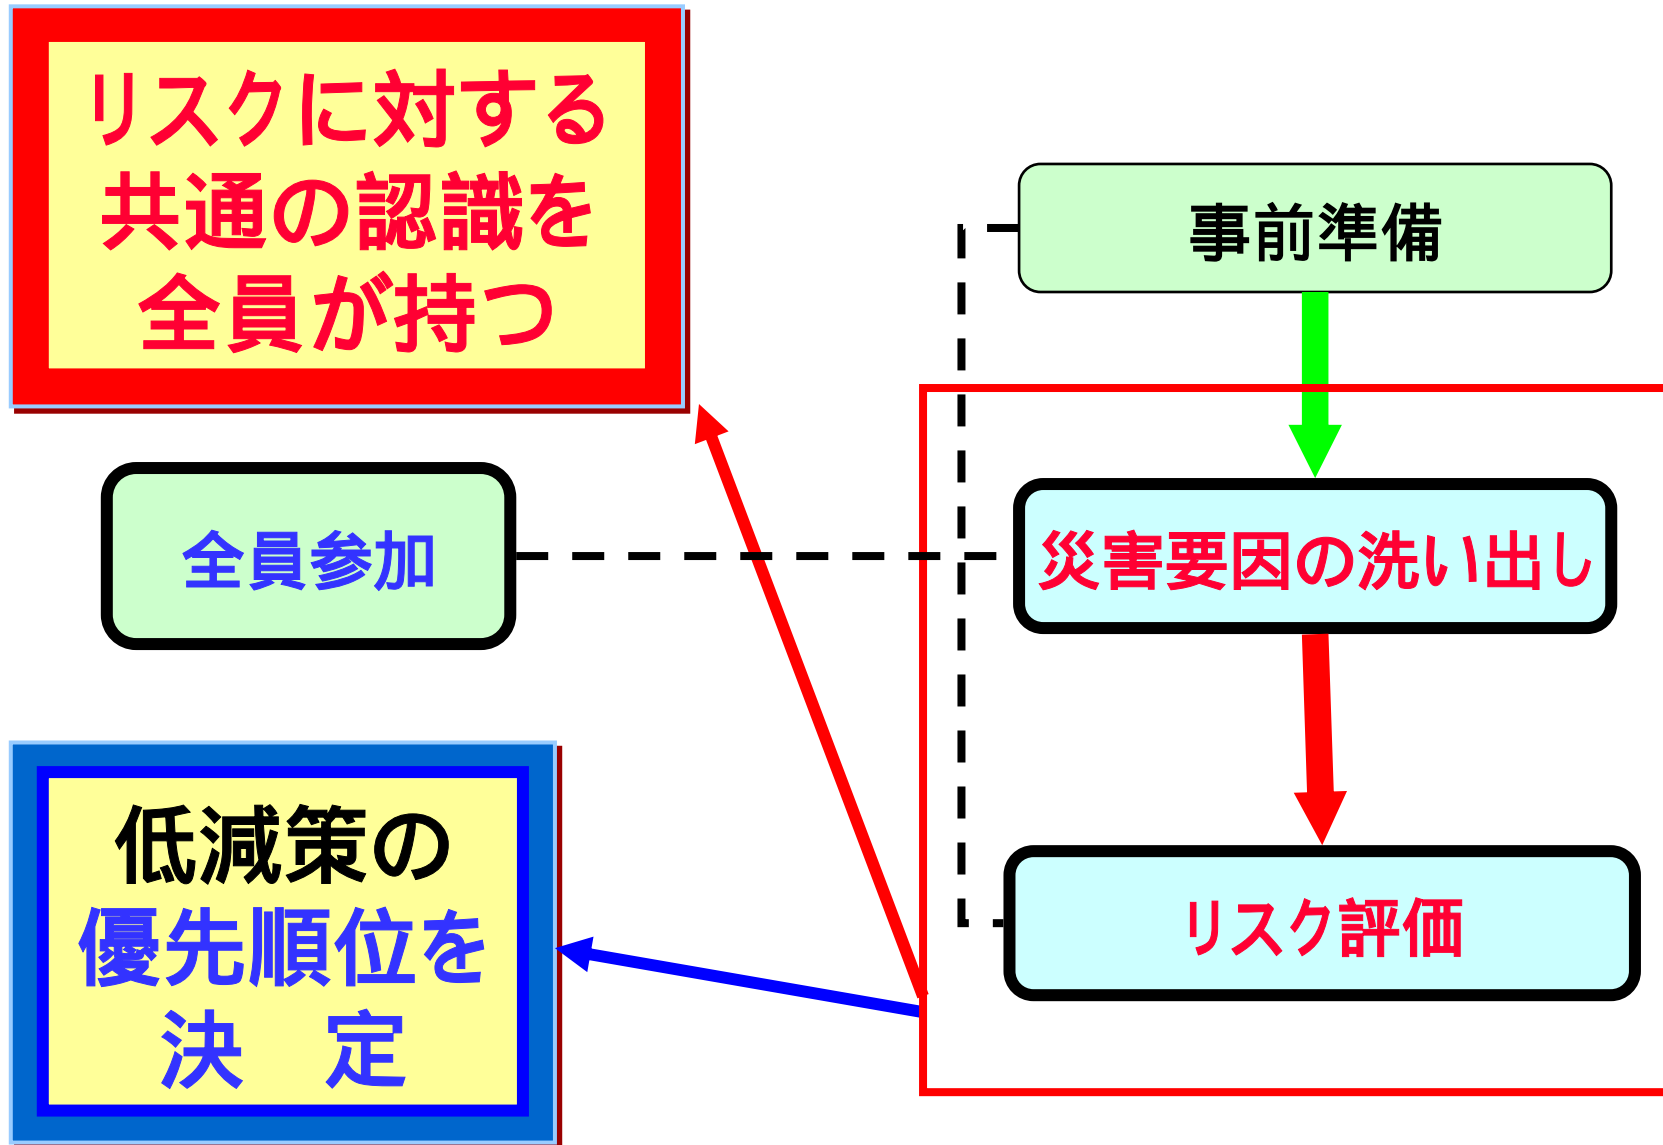 リスクに対する
共通の認識を
全員が持つ
事前準備
全員参加
災害要因の洗い出し
低減策の
優先順位を
決　定
リスク評価